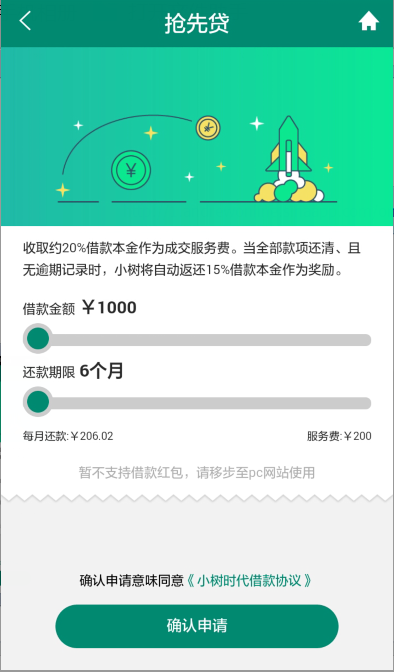 抢先贷
收取约20%借款本金作为成交服务费。当全部款项还清、且
无逾期记录时，小树将自动返还15%借款本金作为奖励。
借款金额 ￥1000
还款期限 6个月
每月还款:￥206.02 服务费:￥200
暂不支持借款红包，请移步至pc网站使用
确认申请意味同意《小树时代借款协议》
确认申请